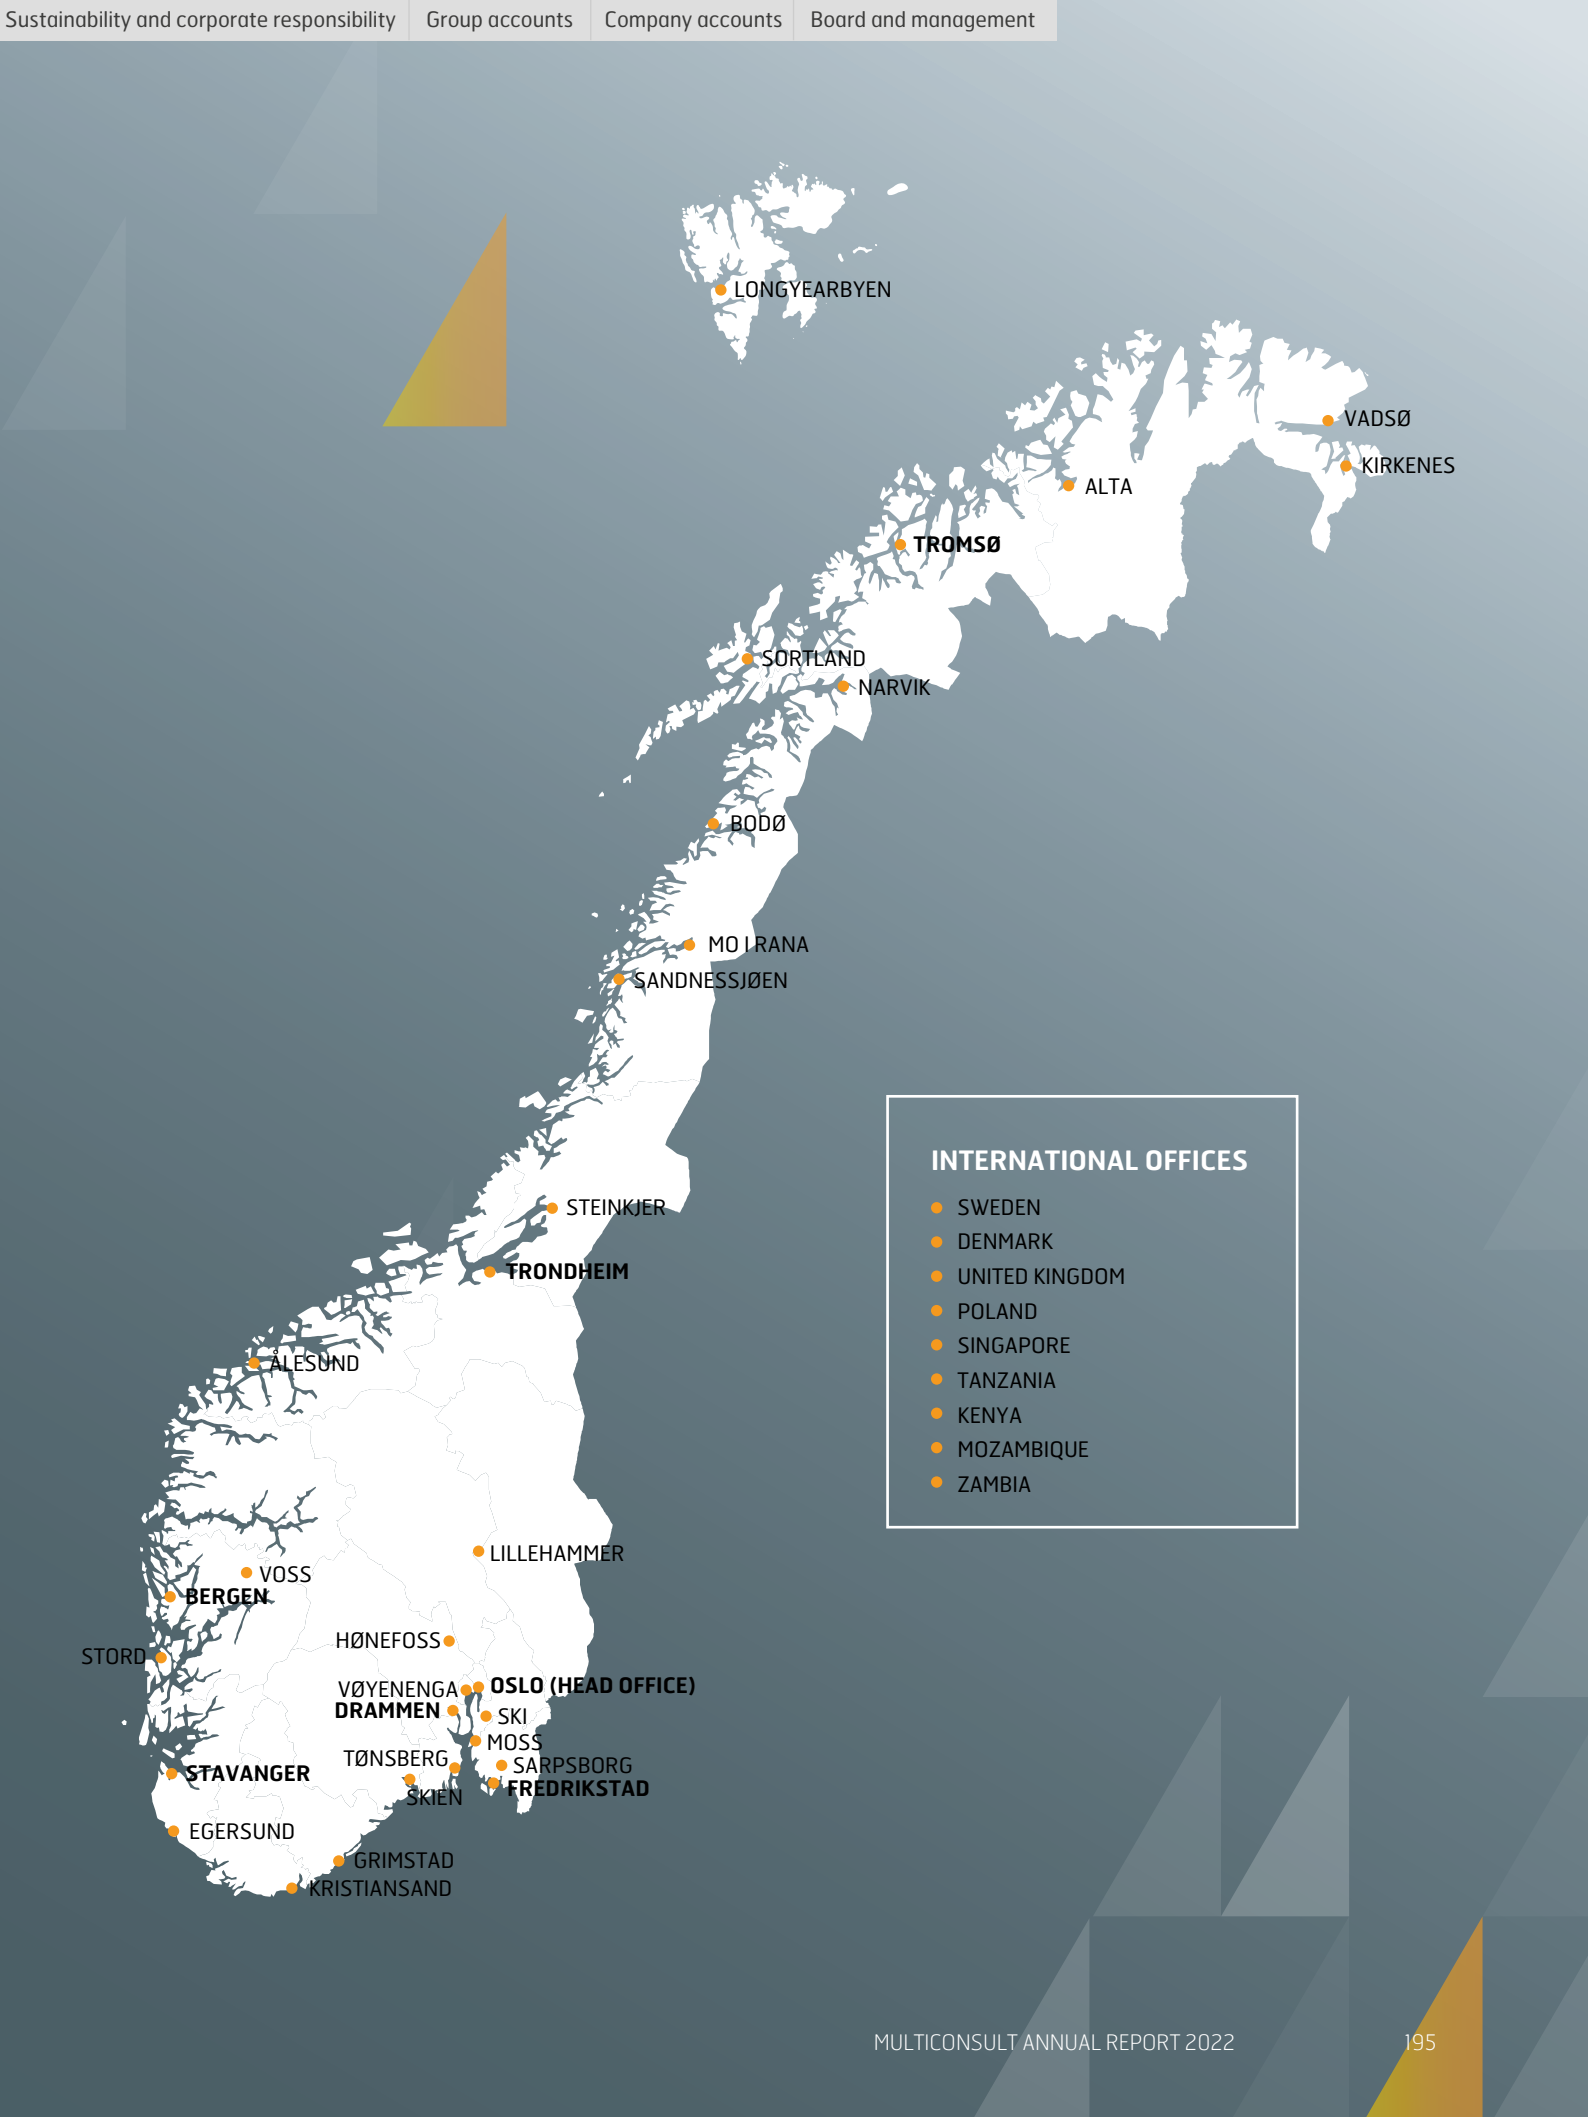 Sustainability and corporate responsibility
Group accounts
Company accounts
Board and management
LONGYEARBYEN
VADSØ
KIRKENES
ALTA
TROMSØ
SORTLAND
NARVIK
BODØ
MO I RANA
SANDNESSJØEN
INTERNATIONAL OFFICES
SWEDEN
DENMARK
UNITED KINGDOM
POLAND
SINGAPORE
TANZANIA
KENYA
MOZAMBIQUE
ZAMBIA
STEINKJER
TRONDHEIM
ÅLESUND
LILLEHAMMER
VOSS
BERGEN
HØNEFOSS
STORD
OSLO (HEAD OFFICE)
VØYENENGA
DRAMMEN
SKI
MOSS
TØNSBERG
SARPSBORG
STAVANGER
FREDRIKSTAD
SKIEN
EGERSUND
GRIMSTAD
KRISTIANSAND
MULTICONSULT ANNUAL REPORT 2022
195